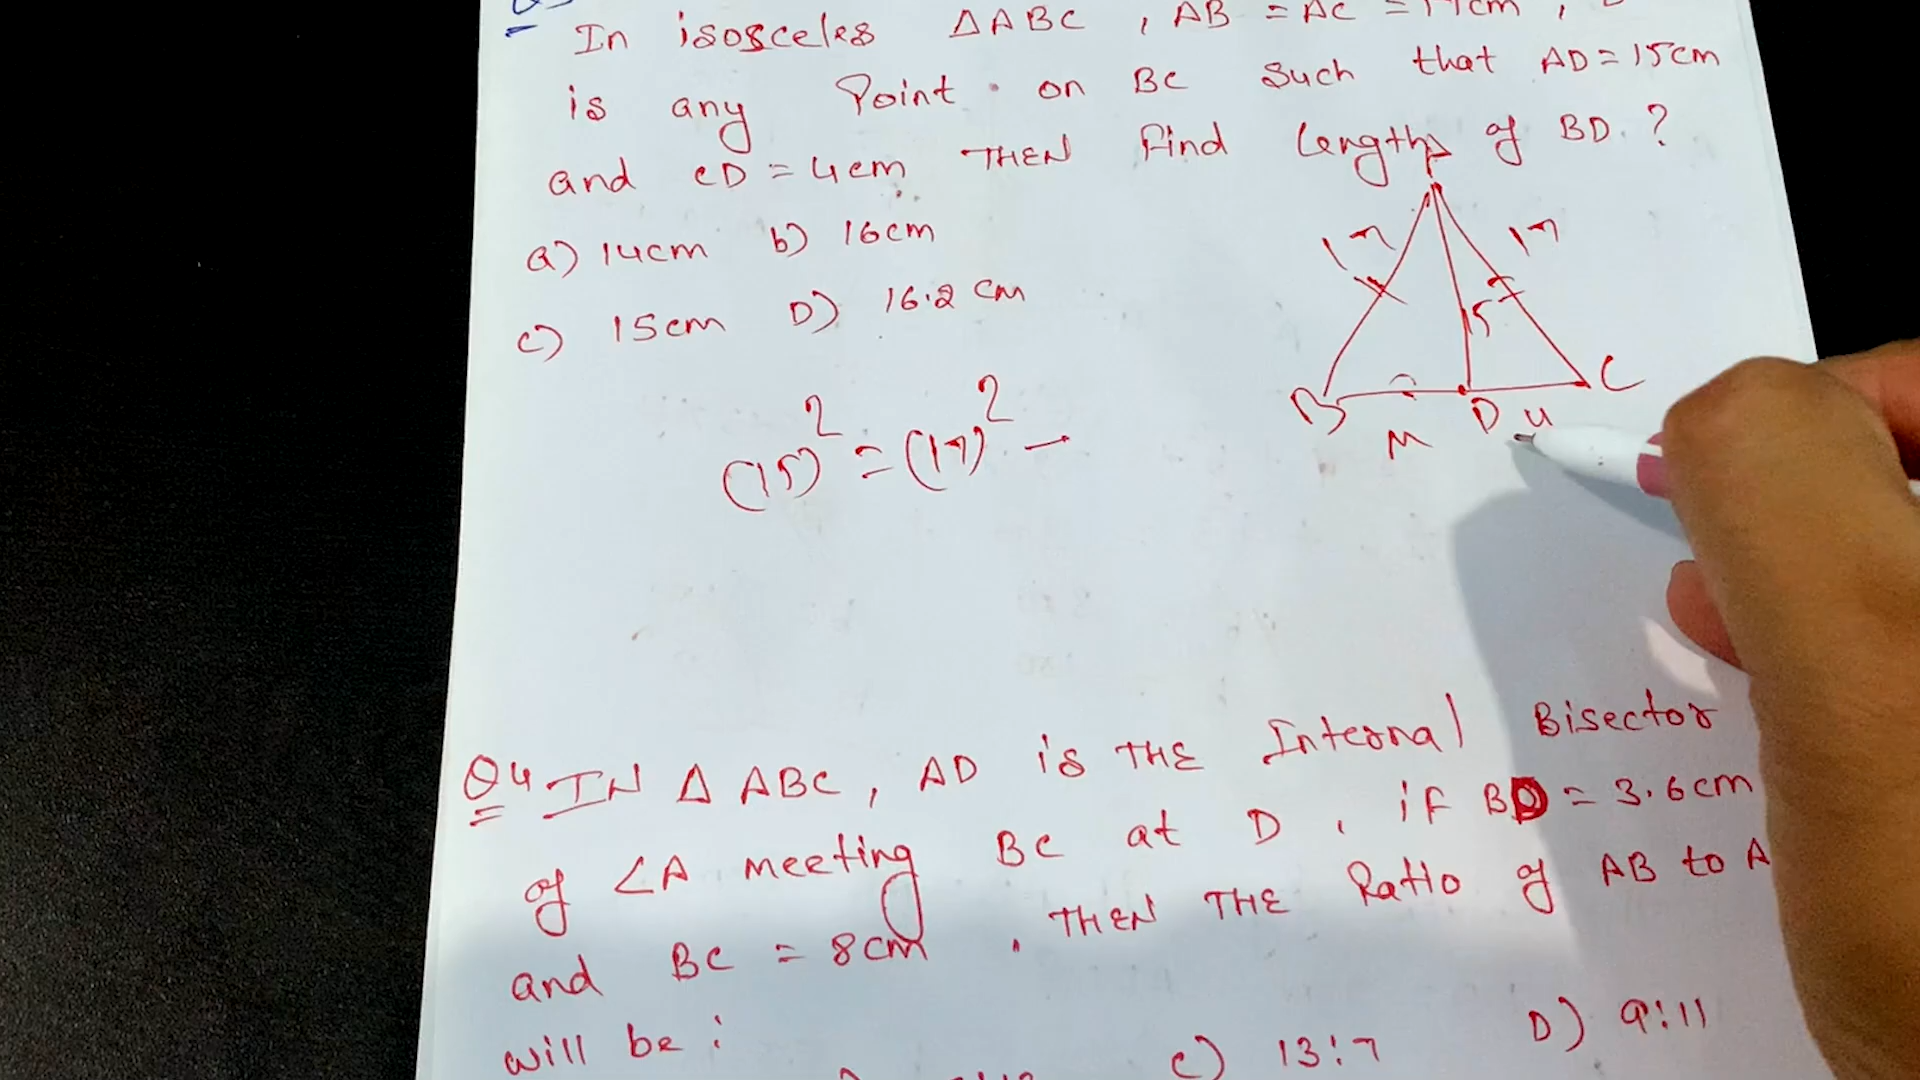 In isosceles ΔABC , AB = AC = 17cm ,
is any Point on BC Such that AD = 15cm
and CD = 4cm THEN find length of BD. ?
a) 14cm b) 16cm
c) 15cm D) 16.2 cm
17 17
15
B D C
M 4
(15)² = (17)² -
Q4 IN Δ ABC , AD is THE Internal Bisector
of ∠A meeting BC at D , iF BD = 3.6cm
and BC = 8cm , THEN THE Ratio of AB to A
will be :
C) 13:7 D) 9:11